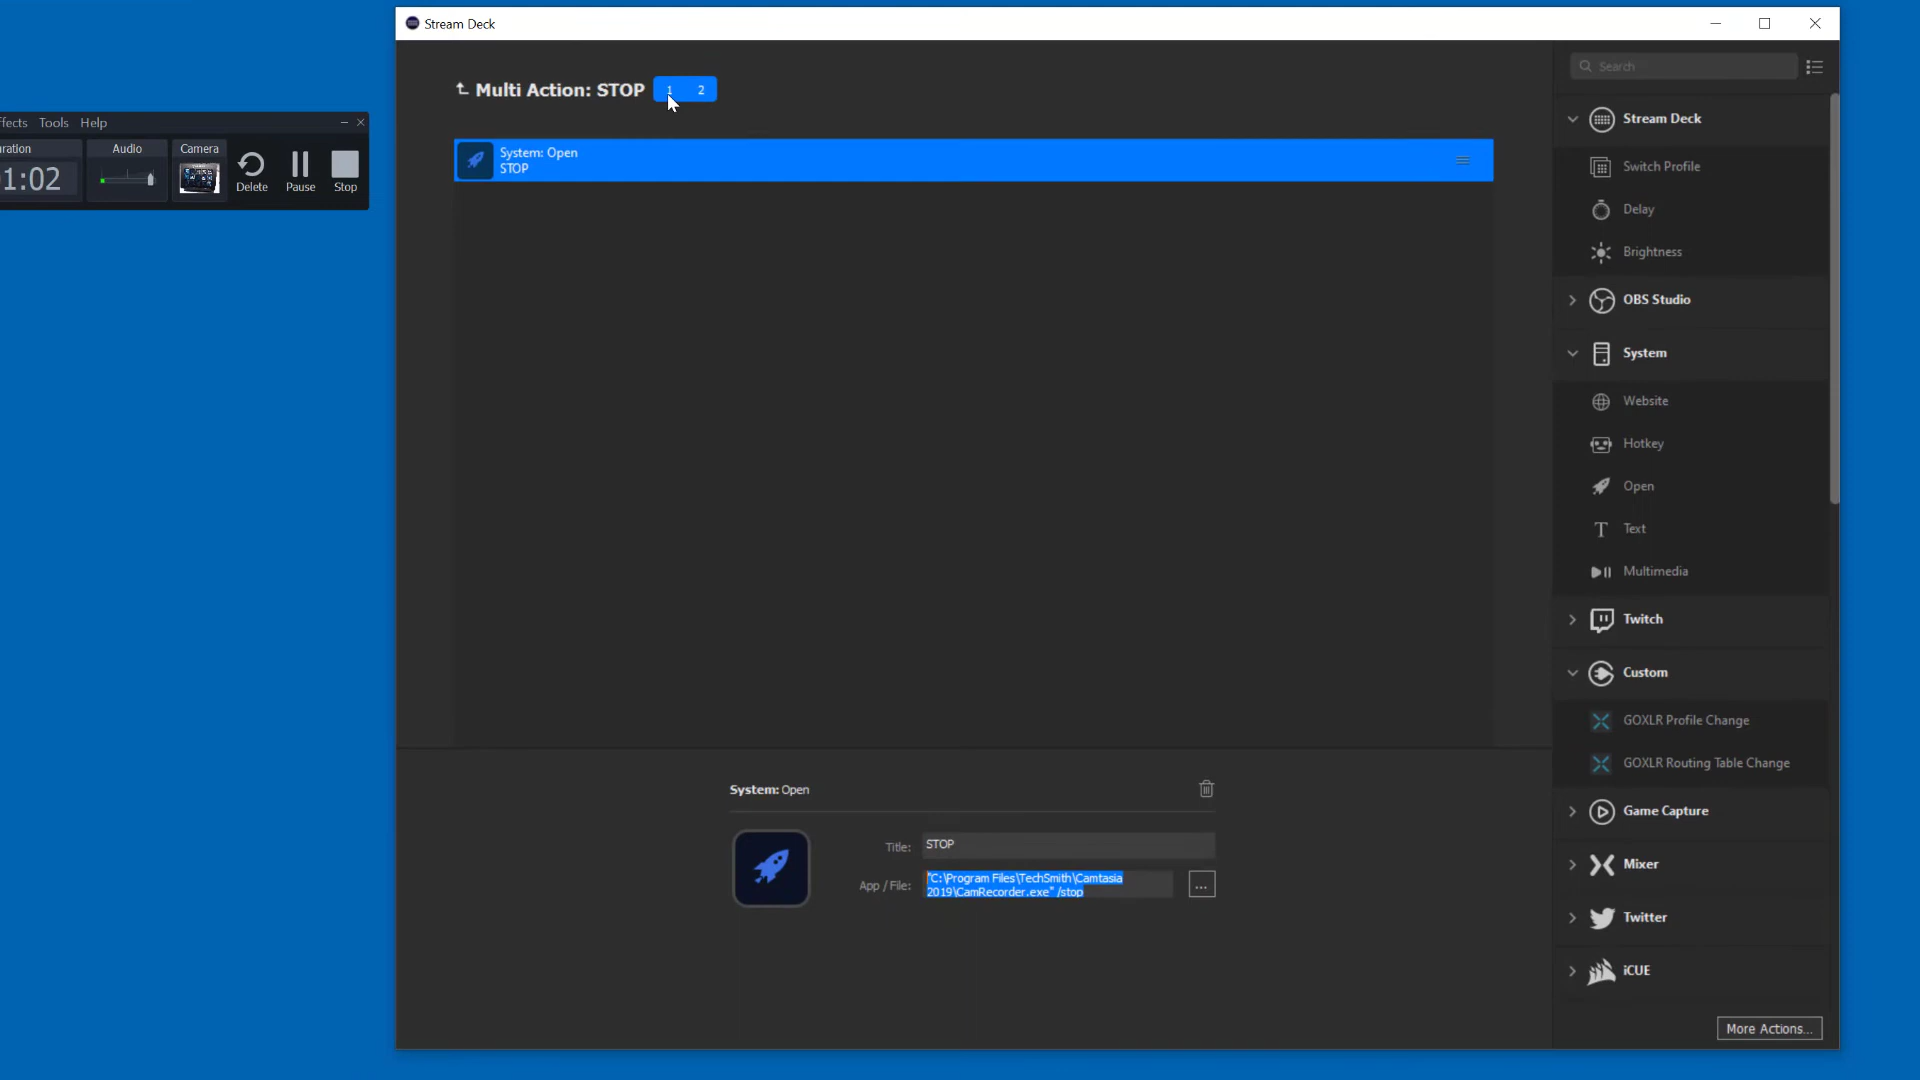 Stream Deck
ffects Tools Help
uration
1:02
Audio
Camera
Delete
Pause
Stop
Multi Action: STOP 1 2
System: Open
STOP
Search
Stream Deck
Switch Profile
Delay
Brightness
OBS Studio
System
Website
Hotkey
Open
Text
Multimedia
Twitch
Custom
GOXLR Profile Change
GOXLR Routing Table Change
Game Capture
Mixer
Twitter
iCUE
More Actions...
System: Open
Title: STOP
App / File: "C:\Program Files\TechSmith\Camtasia
2019\CamRecorder.exe" /stop
...